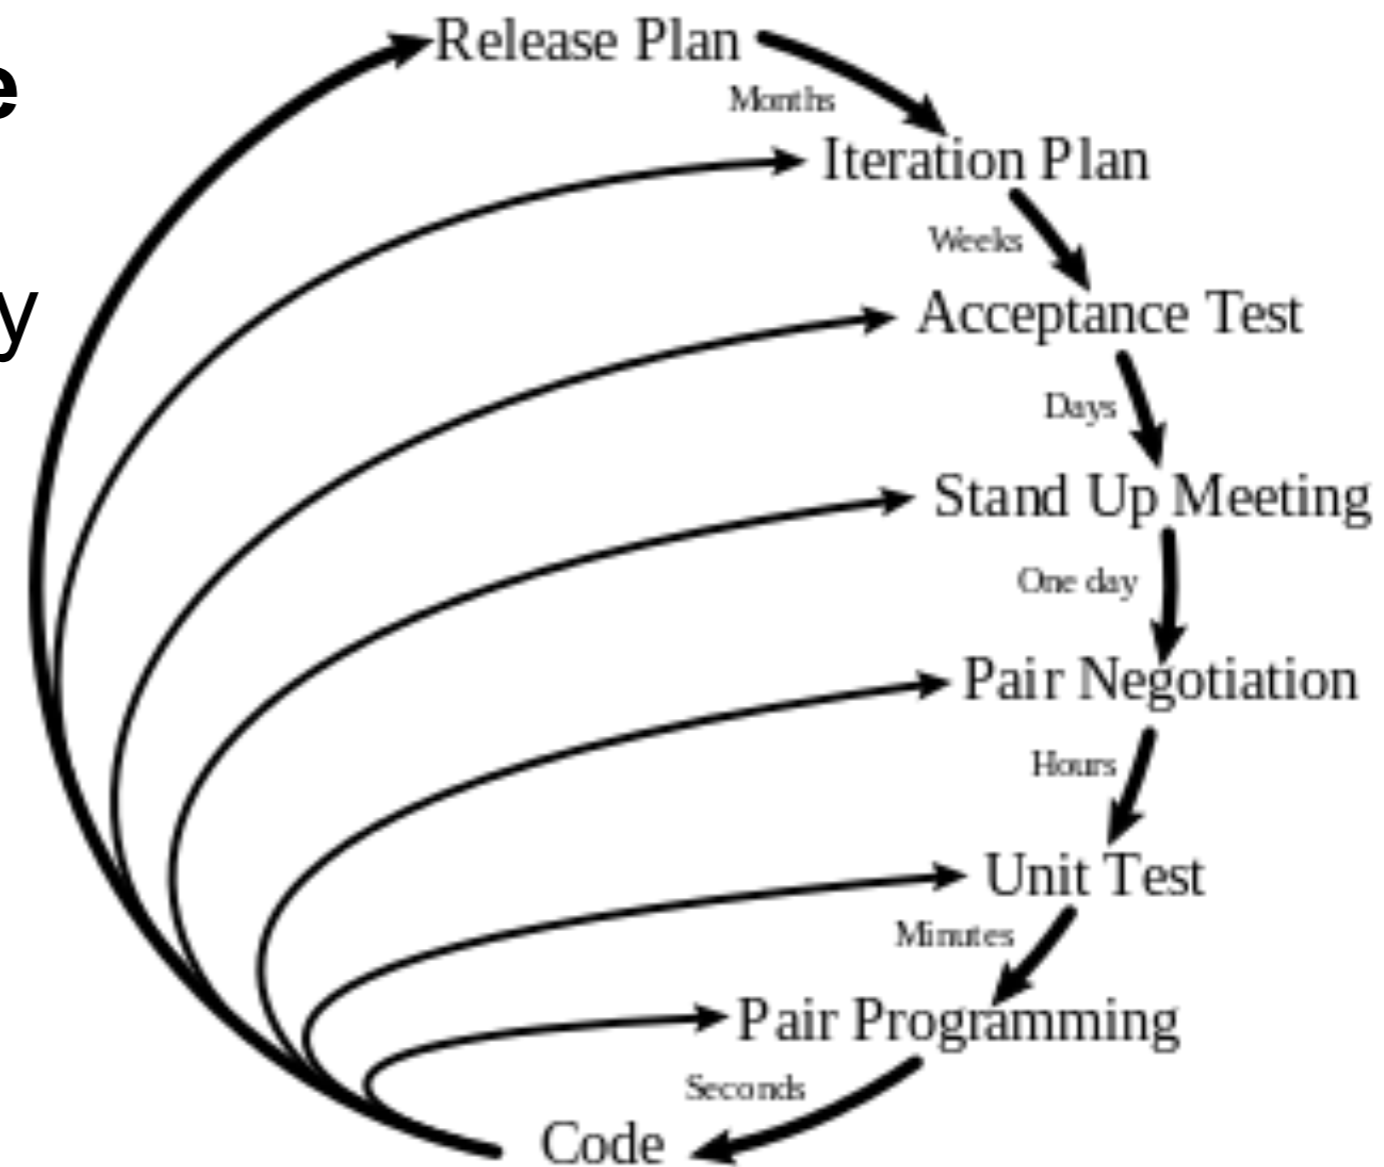 e
Release Plan
Months
Iteration Plan
Weeks
y
Acceptance Test
Days
Stand Up Meeting
One day
Pair Negotiation
Hours
Unit Test
Minutes
Pair Programming
Seconds
Code